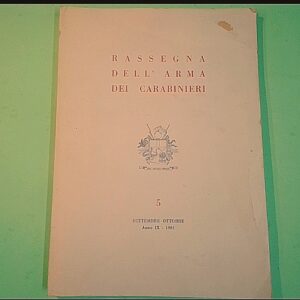 RASSEGNA
DELL' ARMA
DEI CARABINIERI
5
SETTEMBRE-OTTOBRE
Anno IX - 1961